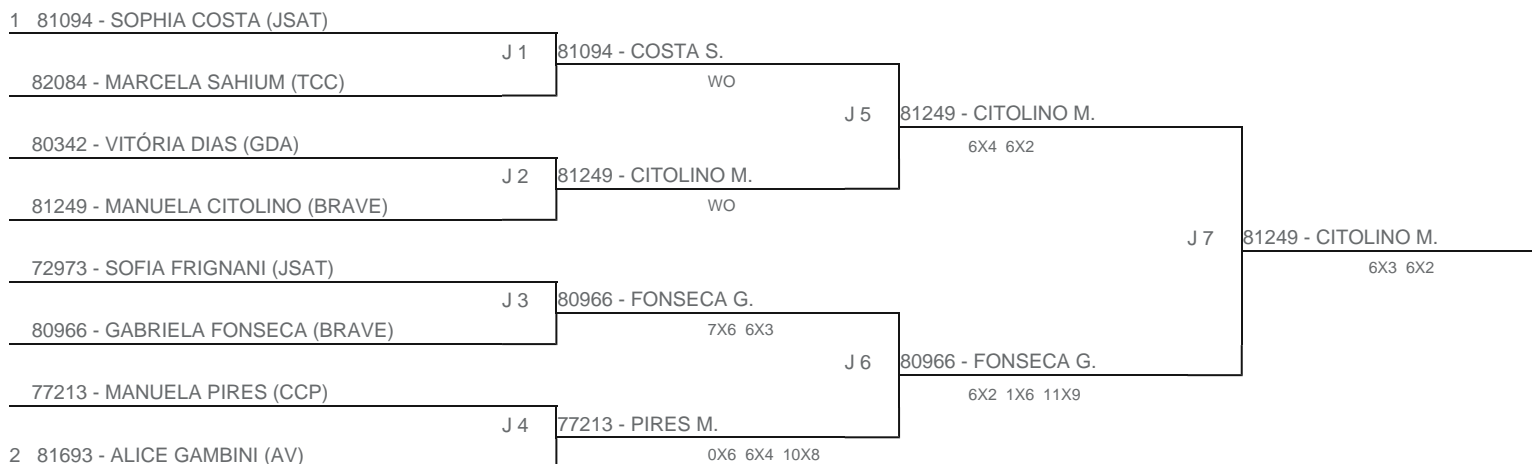 1 81094 - SOPHIA COSTA (JSAT)
J 1
81094 - COSTA S.
WO
82084 - MARCELA SAHIUM (TCC)
J 5
81249 - CITOLINO M.
6X4 6X2
80342 - VITÓRIA DIAS (GDA)
J 2
81249 - CITOLINO M.
WO
81249 - MANUELA CITOLINO (BRAVE)
J 7
81249 - CITOLINO M.
6X3 6X2
72973 - SOFIA FRIGNANI (JSAT)
J 3
80966 - FONSECA G.
7X6 6X3
80966 - GABRIELA FONSECA (BRAVE)
J 6
80966 - FONSECA G.
6X2 1X6 11X9
77213 - MANUELA PIRES (CCP)
J 4
77213 - PIRES M.
0X6 6X4 10X8
2 81693 - ALICE GAMBINI (AV)